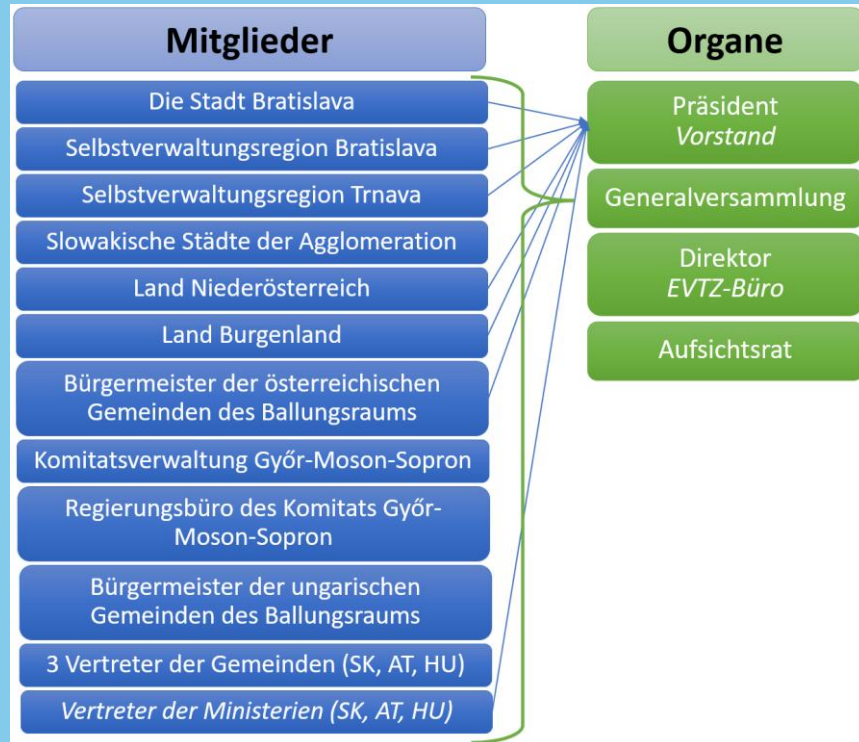 Mitglieder
Die Stadt Bratislava
Selbstverwaltungsregion Bratislava
Selbstverwaltungsregion Trnava
Slowakische Städte der Agglomeration
Land Niederösterreich
Land Burgenland
Bürgermeister der österreichischen
Gemeinden des Ballungsraums
Komitatsverwaltung Győr-Moson-Sopron
Regierungsbüro des Komitats Győr-
Moson-Sopron
Bürgermeister der ungarischen
Gemeinden des Ballungsraums
3 Vertreter der Gemeinden (SK, AT, HU)
Vertreter der Ministerien (SK, AT, HU)
Organe
Präsident
Vorstand
Generalversammlung
Direktor
EVTZ-Büro
Aufsichtsrat